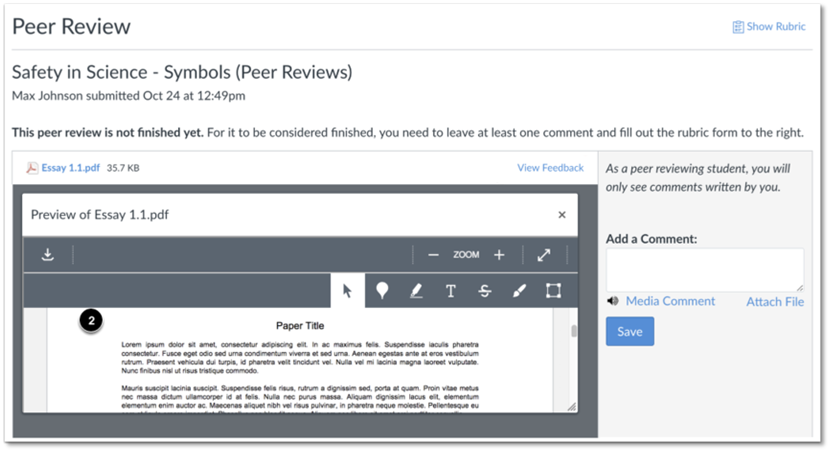 Peer Review
Show Rubric
Safety in Science - Symbols (Peer Reviews)
Max Johnson submitted Oct 24 at 12:49pm
This peer review is not finished yet. For it to be considered finished, you need to leave at least one comment and fill out the rubric form to the right.
Essay 1.1.pdf 35.7 KB
View Feedback
As a peer reviewing student, you will
only see comments written by you.
Preview of Essay 1.1.pdf
×
ZOOM
T
S
2
Paper Title
Lorem ipsum dolor sit amet, consectetur adipiscing elit. In ac maximus felis. Suspendisse iaculis pharetra
consectetur. Fusce eget odio sed urna condimentum viverra et sed urna. Aenean egestas ante at eros vestibulum
rutrum. Praesent vehicula dui turpis, id pharetra velit tincidunt vel. Nulla vel mi lacinia magna laoreet vulputate.
Nunc finibus nisl ut risus tristique commodo.
Mauris suscipit lacinia suscipit. Suspendisse felis risus, rutrum a dignissim sed, porta at quam. Proin vitae metus
nec massa dictum ullamcorper id at felis. Nulla nec purus massa. Aliquam dignissim lacus elit, elementum
elementum enim auctor ac. Maecenas aliquet nibh vel risus pulvinar, in pharetra neque molestie. Pellentesque eu
Add a Comment:
Media Comment
Attach File
Save